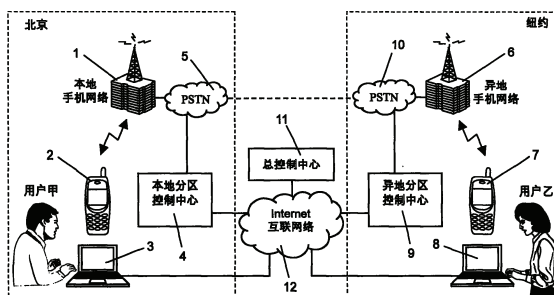 北京
纽约
1
5
10
6
本地
手机网络
PSTN
PSTN
异地
手机网络
2
11
7
总控制中心
用户甲
本地分区
控制中心
异地分区
控制中心
用户乙
Internet
互联网络
3
4
12
9
8